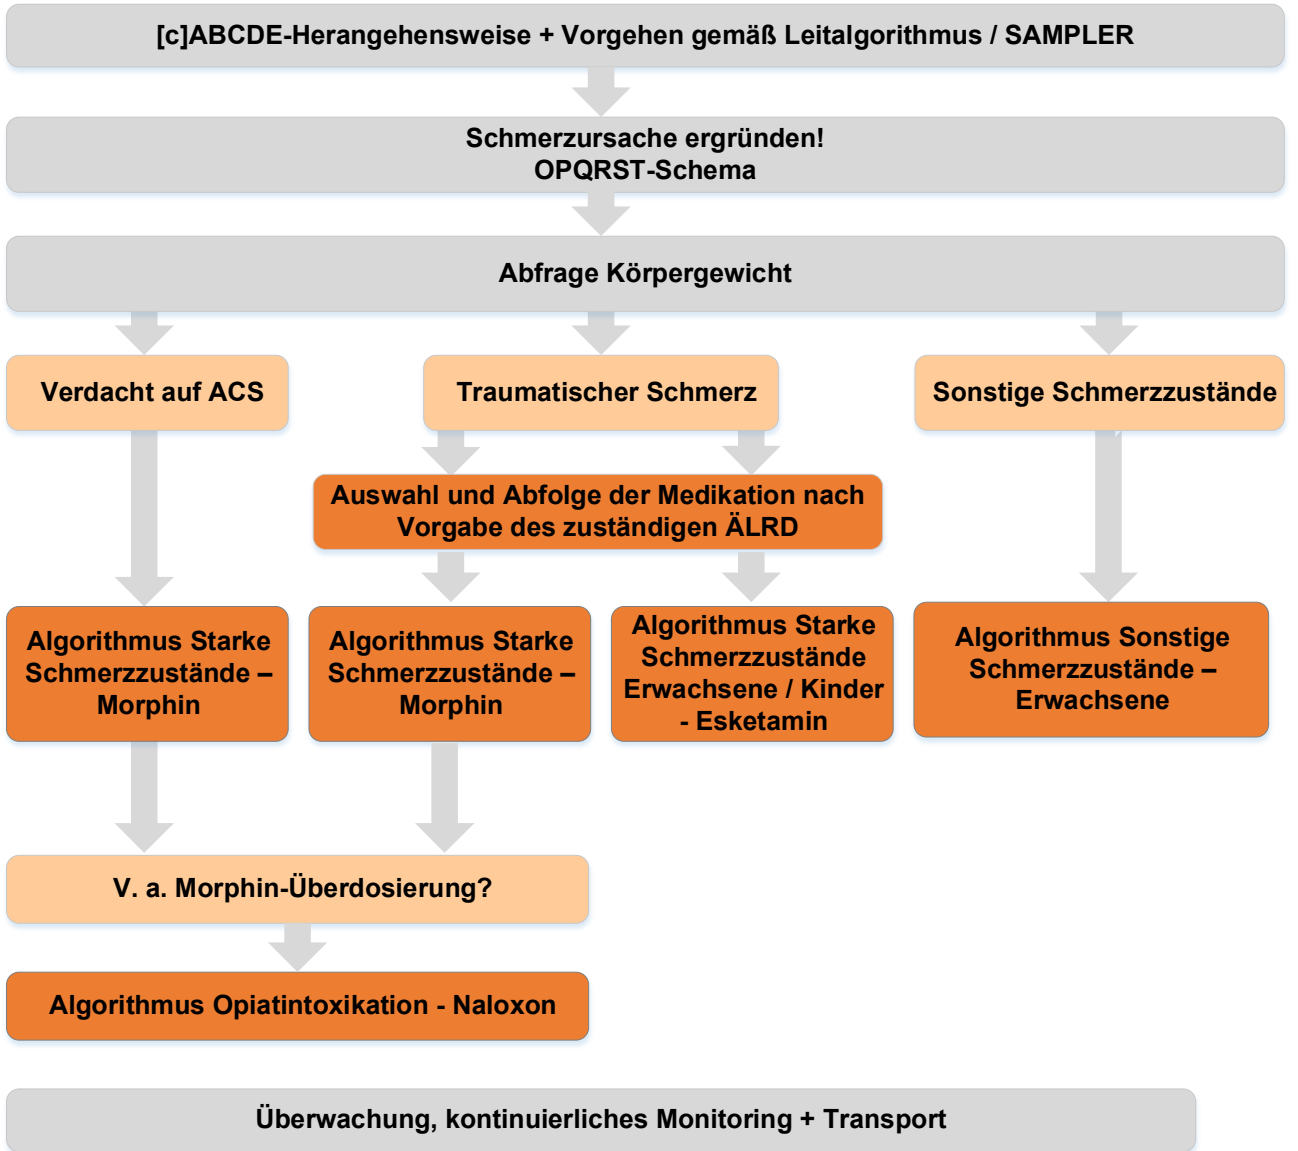 [c]ABCDE-Herangehensweise + Vorgehen gemäß Leitalgorithmus / SAMPLER
Schmerzursache ergründen!
OPQRST-Schema
Abfrage Körpergewicht
Verdacht auf ACS
Traumatischer Schmerz
Sonstige Schmerzzustände
Auswahl und Abfolge der Medikation nach
Vorgabe des zuständigen ÄLRD
Algorithmus Starke
Schmerzzustände –
Morphin
Algorithmus Starke
Schmerzzustände –
Morphin
Algorithmus Starke
Schmerzzustände
Erwachsene / Kinder
- Esketamin
Algorithmus Sonstige
Schmerzzustände –
Erwachsene
V. a. Morphin-Überdosierung?
Algorithmus Opiatintoxikation - Naloxon
Überwachung, kontinuierliches Monitoring + Transport